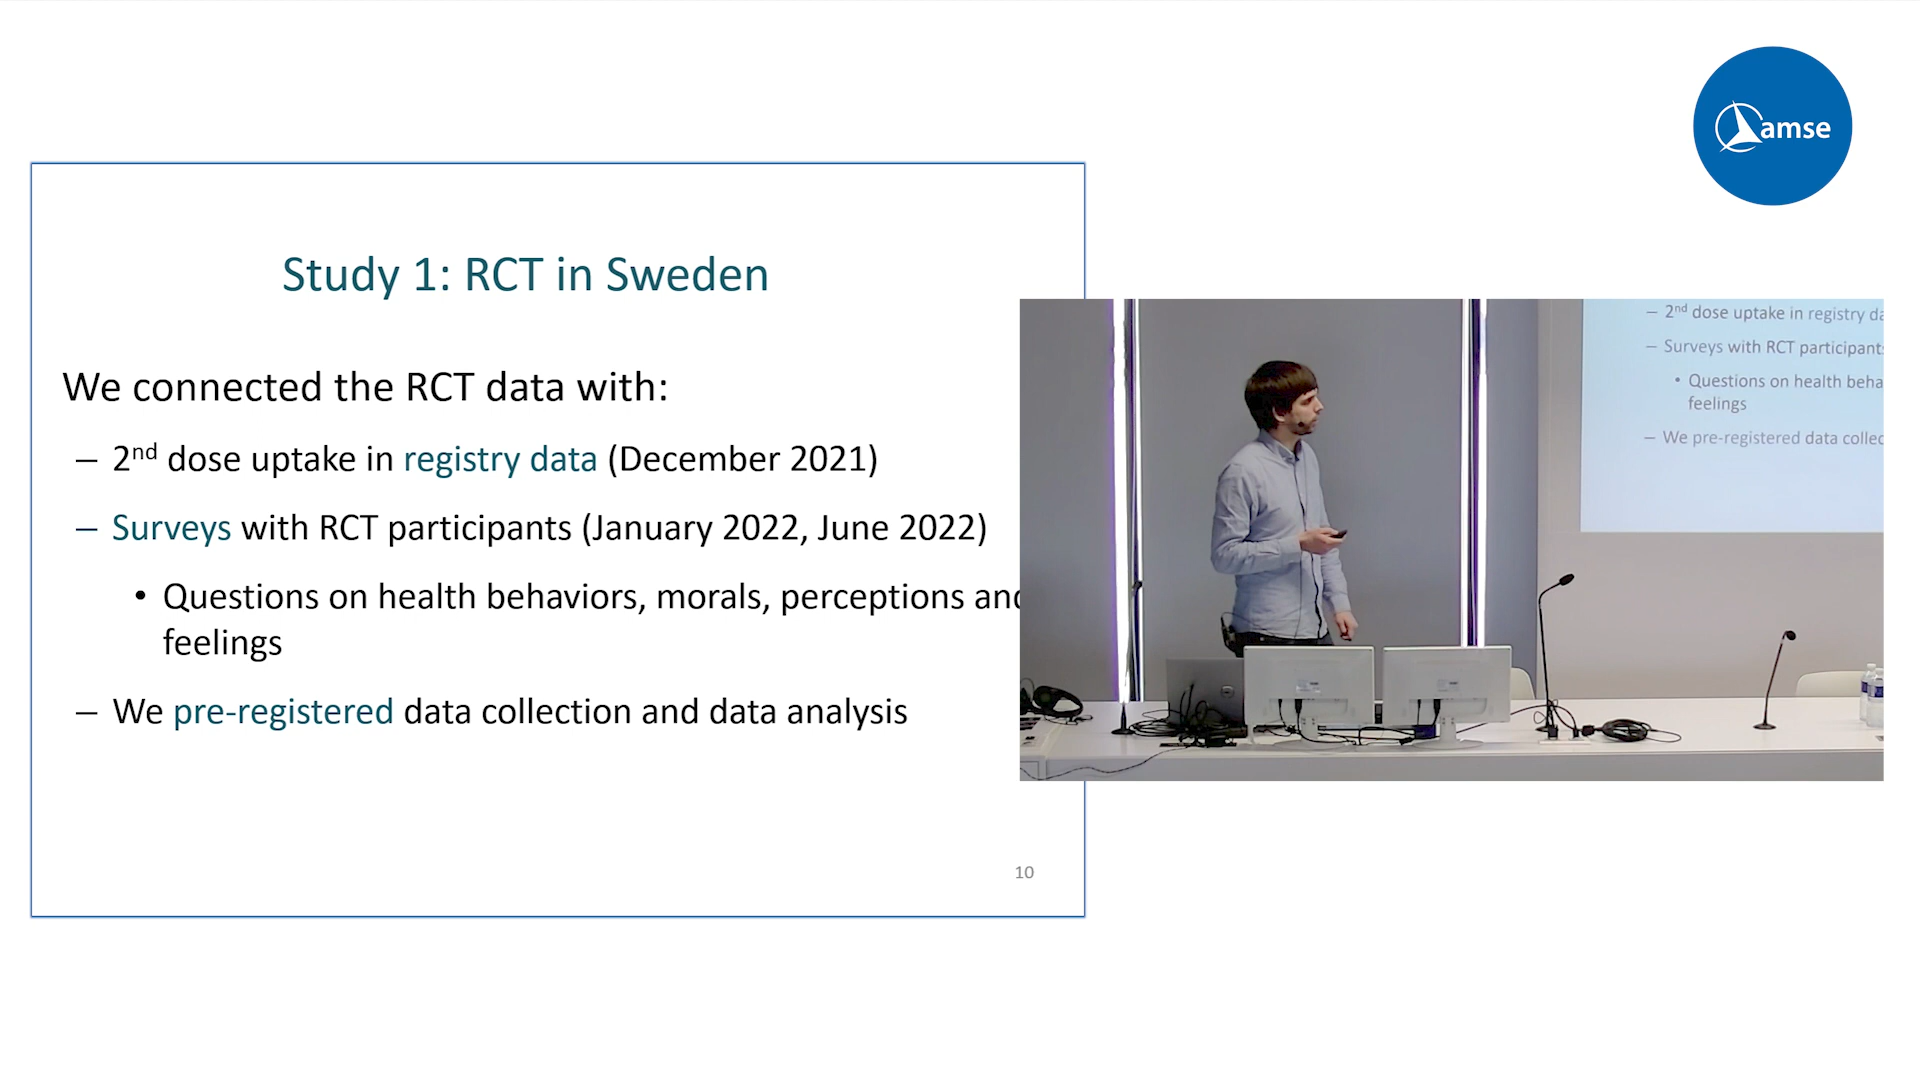 amse
Study 1: RCT in Sweden
We connected the RCT data with:
– 2nd dose uptake in registry data (December 2021)
– Surveys with RCT participants (January 2022, June 2022)
• Questions on health behaviors, morals, perceptions and
feelings
– We pre-registered data collection and data analysis
10
– 2nd dose uptake in registry da
– Surveys with RCT participant
• Questions on health beha
feelings
– We pre-registered data collec